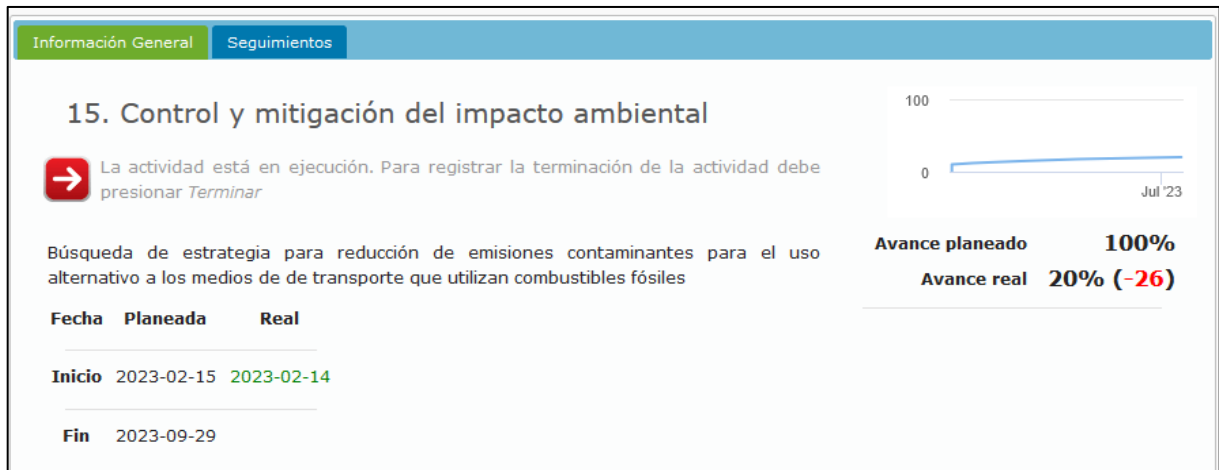 Información General Seguimientos
15. Control y mitigación del impacto ambiental
La actividad está en ejecución. Para registrar la terminación de la actividad debe
presionar Terminar
Búsqueda de estrategia para reducción de emisiones contaminantes para el uso
alternativo a los medios de de transporte que utilizan combustibles fósiles
Fecha Planeada Real
Inicio 2023-02-15 2023-02-14
Fin 2023-09-29
100
0
Jul '23
Avance planeado 100%
Avance real 20% (-26)